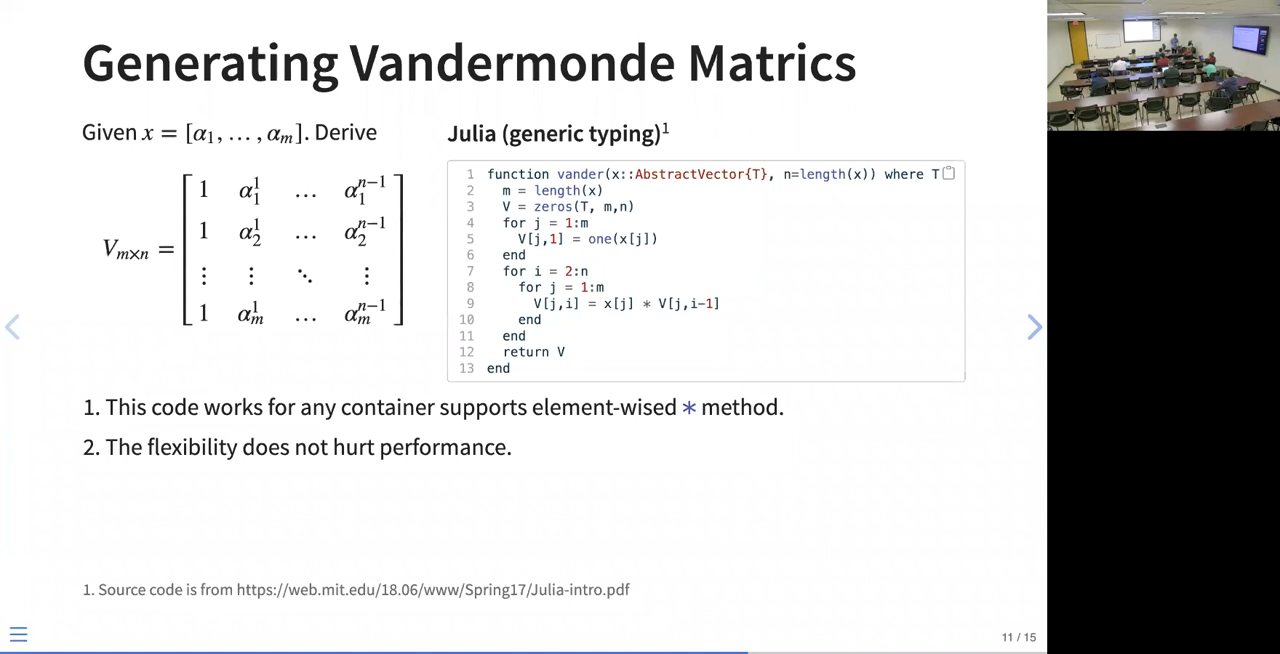 Generating Vandermonde Matrics
Given x = [α₁, … , αₘ]. Derive
Vₘₓₙ =
1 α₁¹ … α₁ⁿ⁻¹
1 α₂¹ … α₂ⁿ⁻¹
⋮ ⋮ ⋱ ⋮
1 αₘ¹ … αₘⁿ⁻¹
Julia (generic typing)¹
1 function vander(x::AbstractVector{T}, n=length(x)) where T
2 m = length(x)
3 V = zeros(T, m,n)
4 for j = 1:m
5 V[j,1] = one(x[j])
6 end
7 for i = 2:n
8 for j = 1:m
9 V[j,i] = x[j] * V[j,i-1]
10 end
11 end
12 return V
13 end
1. This code works for any container supports element-wised * method.
2. The flexibility does not hurt performance.
1. Source code is from https://web.mit.edu/18.06/www/Spring17/Julia-intro.pdf
11 / 15